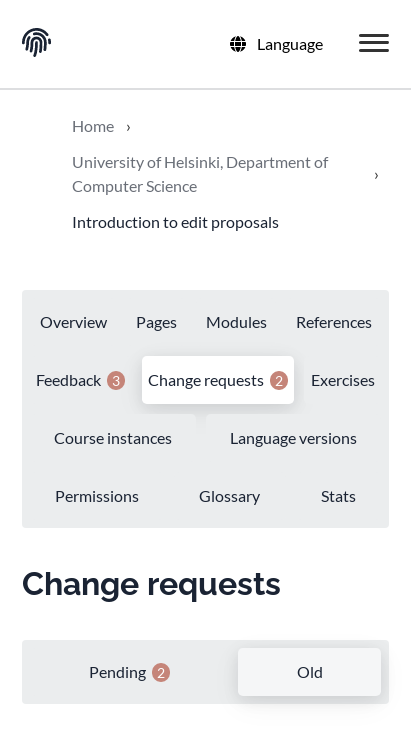 Language
Home ›
University of Helsinki, Department of
Computer Science ›
Introduction to edit proposals
Overview Pages Modules References
Feedback 3 Change requests 2 Exercises
Course instances Language versions
Permissions Glossary Stats
Change requests
Pending 2 Old